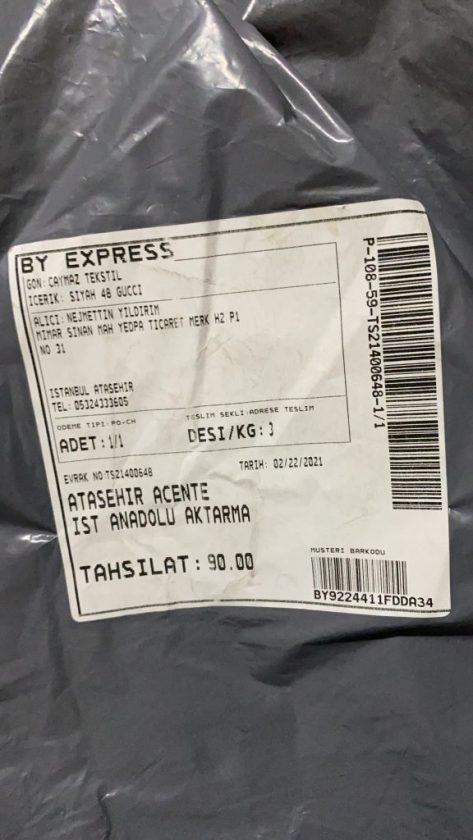 BY EXPRESS
GON: CAYMAZ TEKSTIL
ICERIK: SIYAH 48 GUCCI
ALICI: NEJMETTIN YILDIRIM
MIMAR SINAN MAH YEDPA TICARET MERK H2 P1
NO 31
ISTANBUL ATASEHIR
TEL: 05324333605
ODEME TIPI: PO-CH TESLIM SEKLI: ADRESE TESLIM
ADET: 1/1 DESI/KG: 3
EVRAK NO:TS21400648 TARIH: 02/22/2021
ATASEHIR ACENTE
IST ANADOLU AKTARMA
TAHSILAT: 90.00
MUSTERI BARKODU
BY9224411FDDA34
P-108-59-TS21400648-1/1